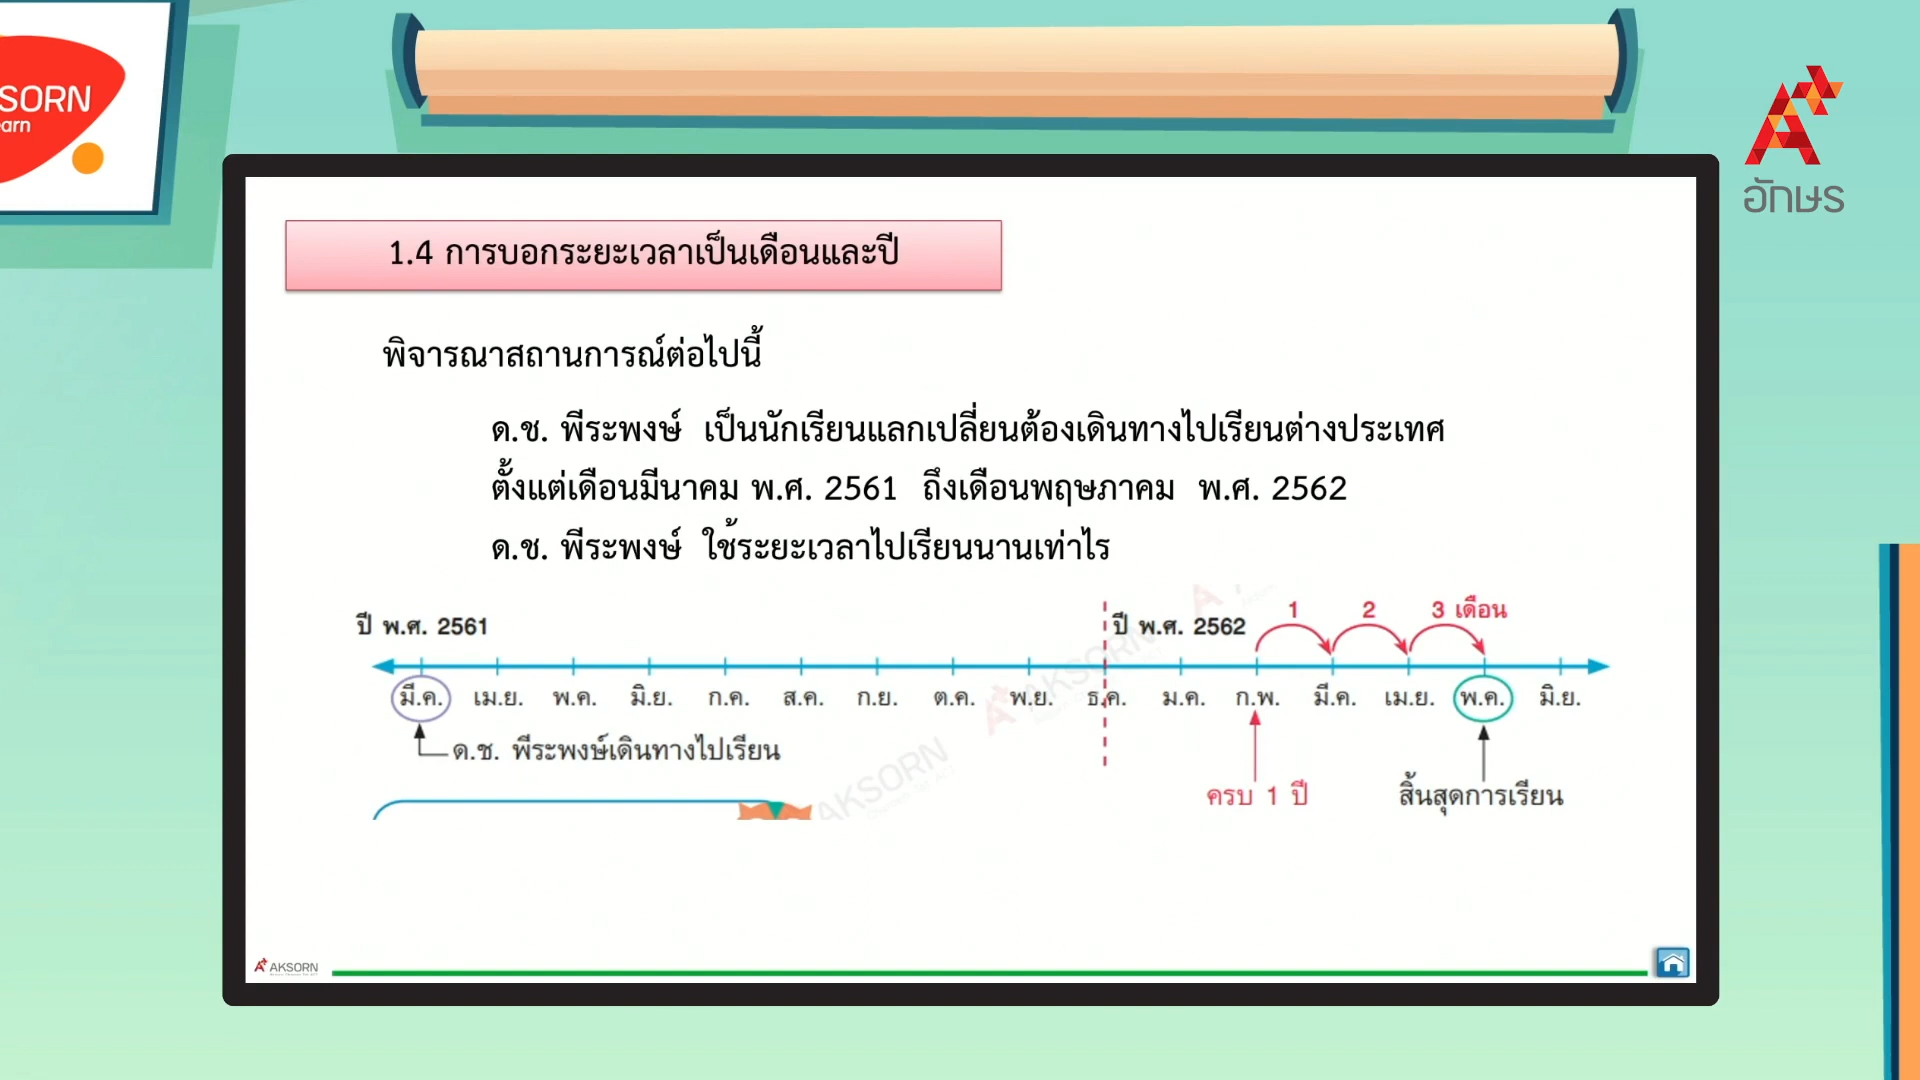 SORN
arn
อักษร
1.4 การบอกระยะเวลาเป็นเดือนและปี
พิจารณาสถานการณ์ต่อไปนี้
ด.ช. พีระพงษ์ เป็นนักเรียนแลกเปลี่ยนต้องเดินทางไปเรียนต่างประเทศ
ตั้งแต่เดือนมีนาคม พ.ศ. 2561 ถึงเดือนพฤษภาคม พ.ศ. 2562
ด.ช. พีระพงษ์ ใช้ระยะเวลาไปเรียนนานเท่าไร
1 2 3 เดือน
ปี พ.ศ. 2561 ปี พ.ศ. 2562
มี.ค. เม.ย. พ.ค. มิ.ย. ก.ค. ส.ค. ก.ย. ต.ค. พ.ย. ธ.ค. ม.ค. ก.พ. มี.ค. เม.ย. พ.ค. มิ.ย.
ด.ช. พีระพงษ์เดินทางไปเรียน
ครบ 1 ปี สิ้นสุดการเรียน
AKSORN
AKSORN
AKSORN